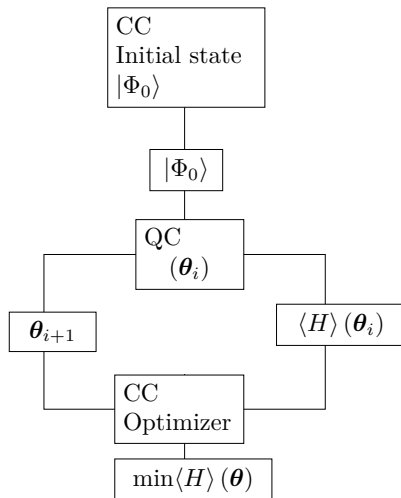 CC
Initial state
|Φ₀⟩
|Φ₀⟩
QC
(𝜽ᵢ)
𝜽ᵢ₊₁
⟨H⟩ (𝜽ᵢ)
CC
Optimizer
min⟨H⟩ (𝜽)